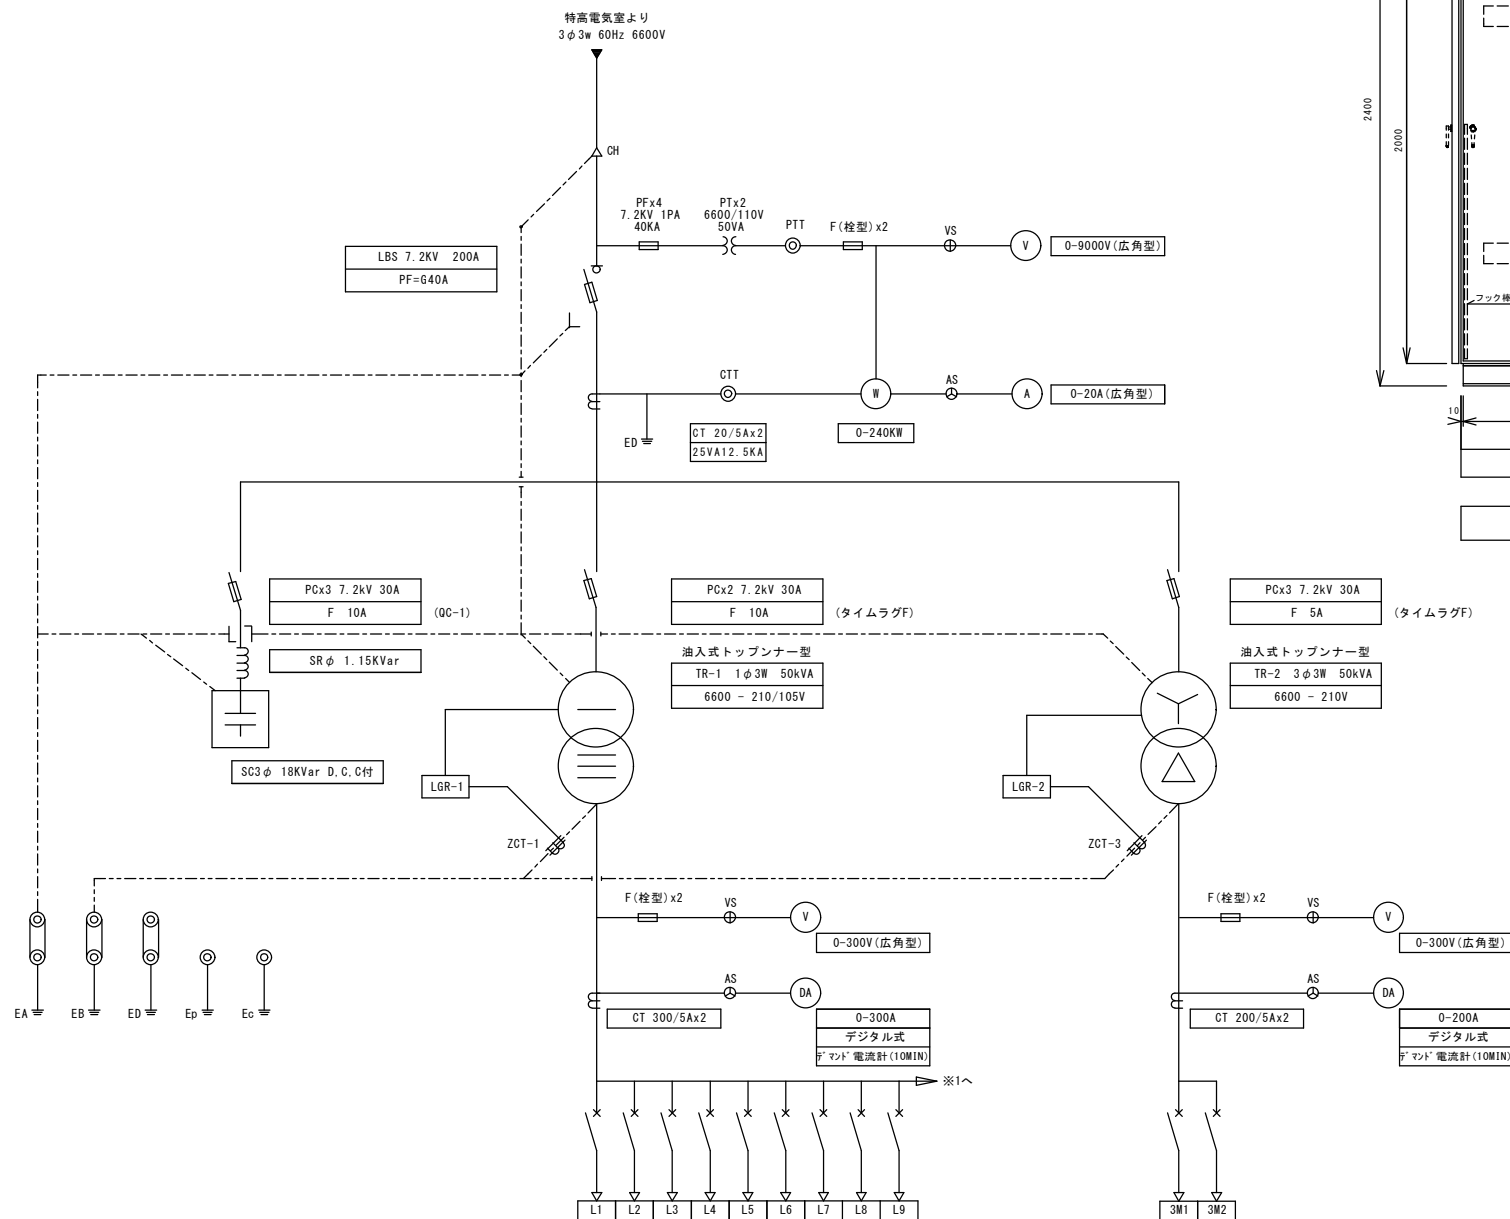 特高電気室より
3φ3w 60Hz 6600V
CH
PFx4
7.2KV 1PA
40KA
PTx2
6600/110V
50VA
PTT
F(栓型)x2
VS
V
0-9000V(広角型)
LBS 7.2KV 200A
PF=G40A
CTT
W
AS
A
0-20A(広角型)
ED
CT 20/5Ax2
25VA12.5KA
0-240KW
PCx3 7.2kV 30A
F 10A
(QC-1)
SRφ 1.15KVar
SC3φ 18KVar D,C,C付
PCx2 7.2kV 30A
F 10A
(タイムラグF)
油入式トップンナー型
TR-1 1φ3W 50kVA
6600 - 210/105V
PCx3 7.2kV 30A
F 5A
(タイムラグF)
油入式トップンナー型
TR-2 3φ3W 50kVA
6600 - 210V
LGR-1
ZCT-1
LGR-2
ZCT-3
F(栓型)x2
VS
V
0-300V(広角型)
AS
DA
CT 300/5Ax2
0-300A
デジタル式
デマンド電流計(10MIN)
※1へ
F(栓型)x2
VS
V
0-300V(広角型)
AS
DA
CT 200/5Ax2
0-200A
デジタル式
デマンド電流計(10MIN)
EA
EB
ED
Ep
Ec
L1
L2
L3
L4
L5
L6
L7
L8
L9
3M1
3M2
2400
2000
フック棒
10